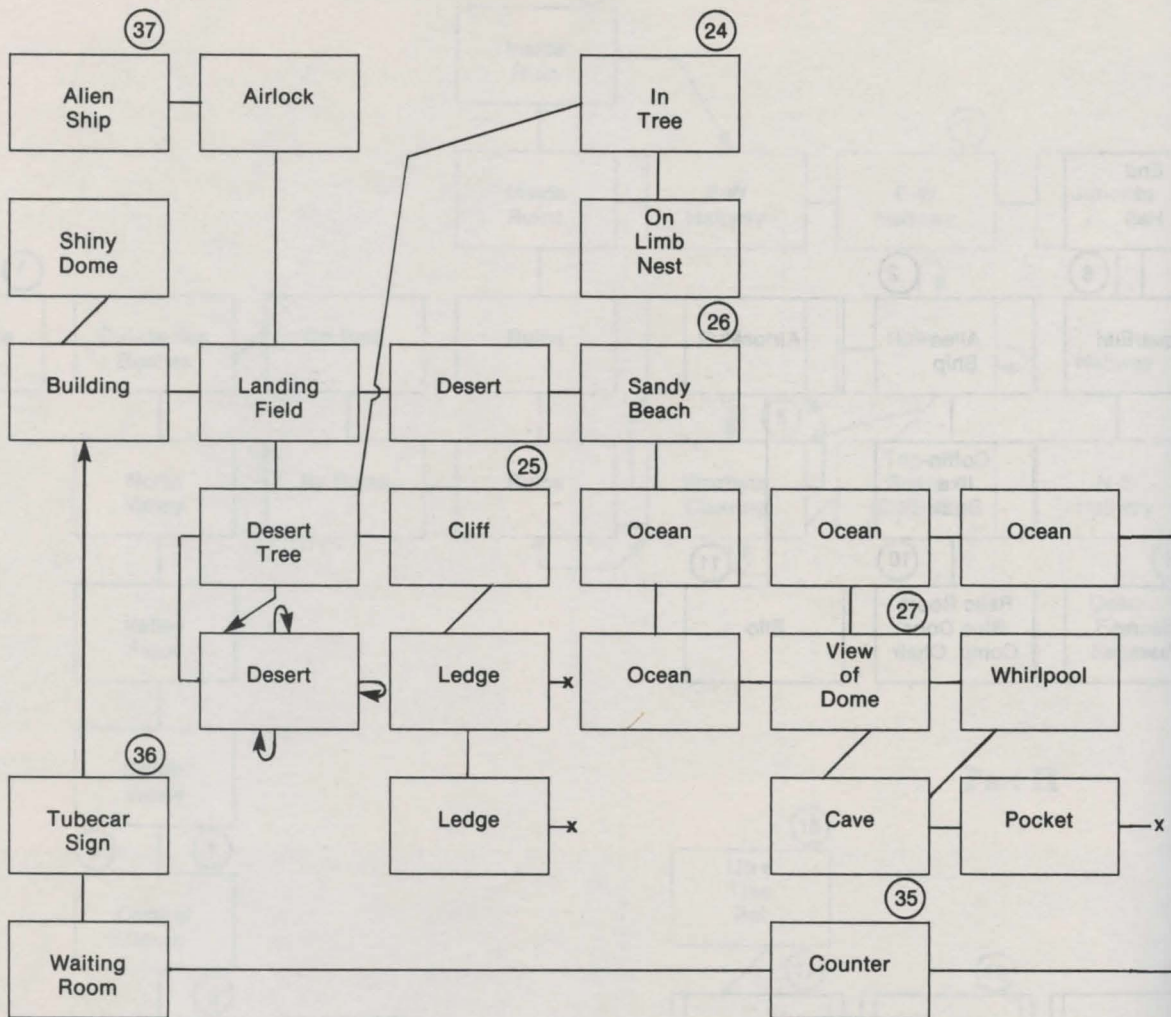 37
24
Alien
Ship
Airlock
In
Tree
Shiny
Dome
On
Limb
Nest
26
Building
Landing
Field
Desert
Sandy
Beach
25
Desert
Tree
Cliff
Ocean
Ocean
Ocean
27
Desert
Ledge
x
Ocean
View
of
Dome
Whirlpool
36
Tubecar
Sign
Ledge
x
Cave
Pocket
x
35
Waiting
Room
Counter